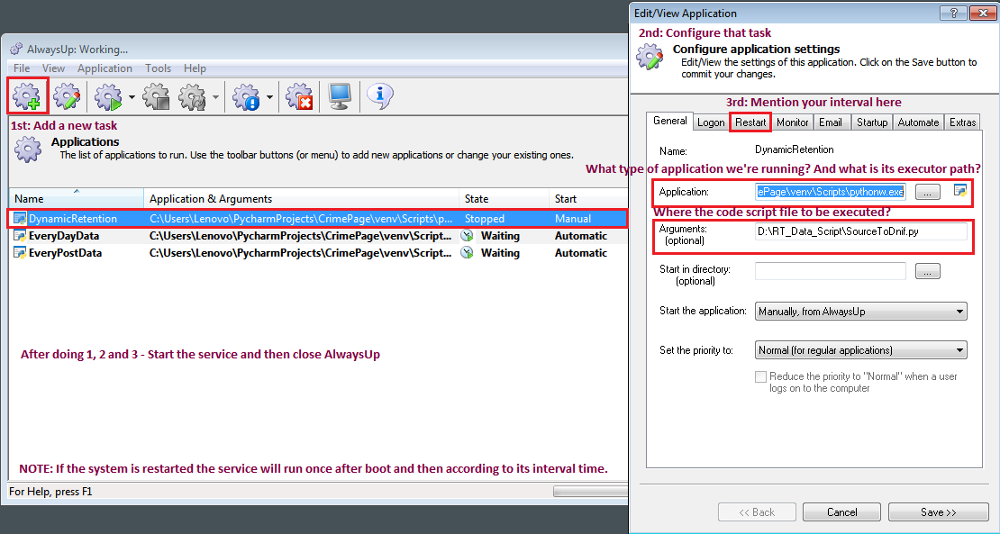 AlwaysUp: Working...
File View Application Tools Help
1st: Add a new task
Applications
The list of applications to run. Use the toolbar buttons (or menu) to add new applications or change your existing ones.
Name Application & Arguments State Start
DynamicRetention C:\Users\Lenovo\PycharmProjects\CrimePage\venv\Scripts\p... Stopped Manual
EveryDayData C:\Users\Lenovo\PycharmProjects\CrimePage\venv\Script... Waiting Automatic
EveryPostData C:\Users\Lenovo\PycharmProjects\CrimePage\venv\Script... Waiting Automatic
After doing 1, 2 and 3 - Start the service and then close AlwaysUp
NOTE: If the system is restarted the service will run once after boot and then according to its interval time.
For Help, press F1
Edit/View Application
2nd: Configure that task
Configure application settings
Edit/View the settings of this application. Click on the Save button to
commit your changes.
3rd: Mention your interval here
General Logon Restart Monitor Email Startup Automate Extras
Name: DynamicRetention
What type of application we're running? And what is its executor path?
Application: ePage\venv\Scripts\pythonw.exe ...
Where the code script file to be executed?
Arguments: D:\RT_Data_Script\SourceToDnif.py
(optional)
Start in directory: ...
(optional)
Start the application: Manually, from AlwaysUp
Set the priority to: Normal (for regular applications)
Reduce the priority to "Normal" when a user
logs on to the computer
<< Back Cancel Save >>